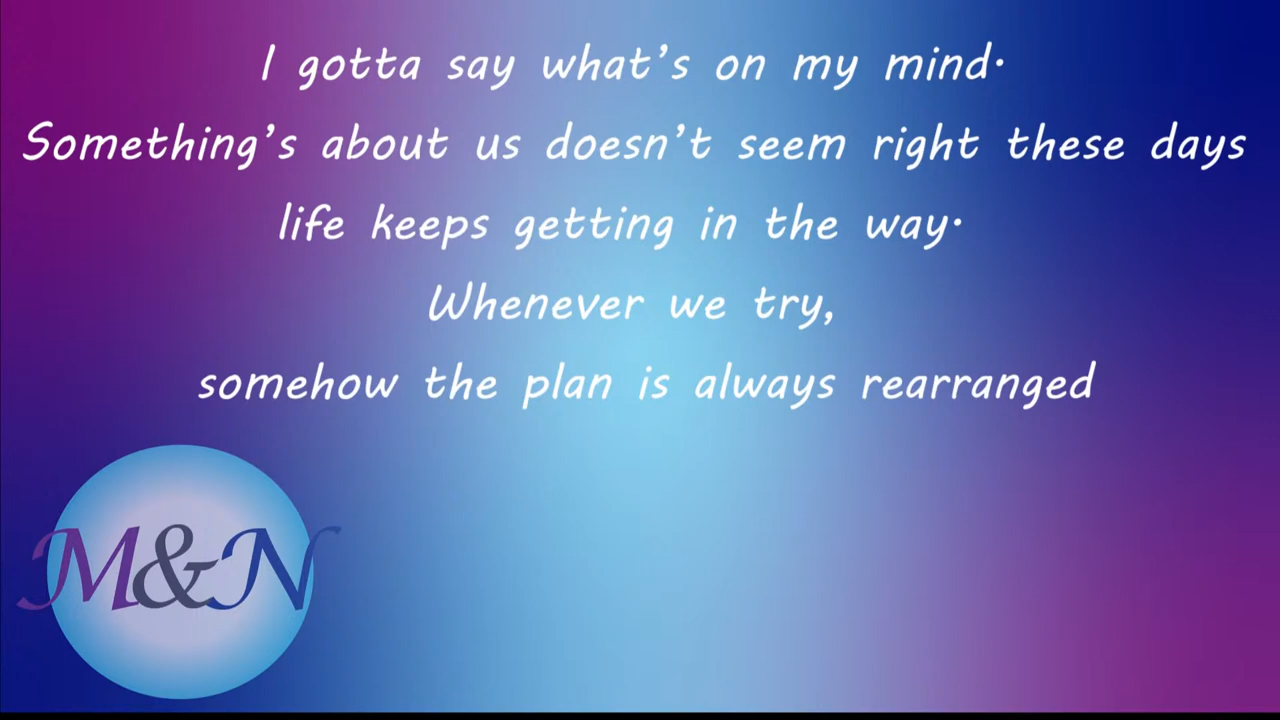 I gotta say what's on my mind.
Something's about us doesn't seem right these days
life keeps getting in the way.
Whenever we try,
somehow the plan is always rearranged
M&N